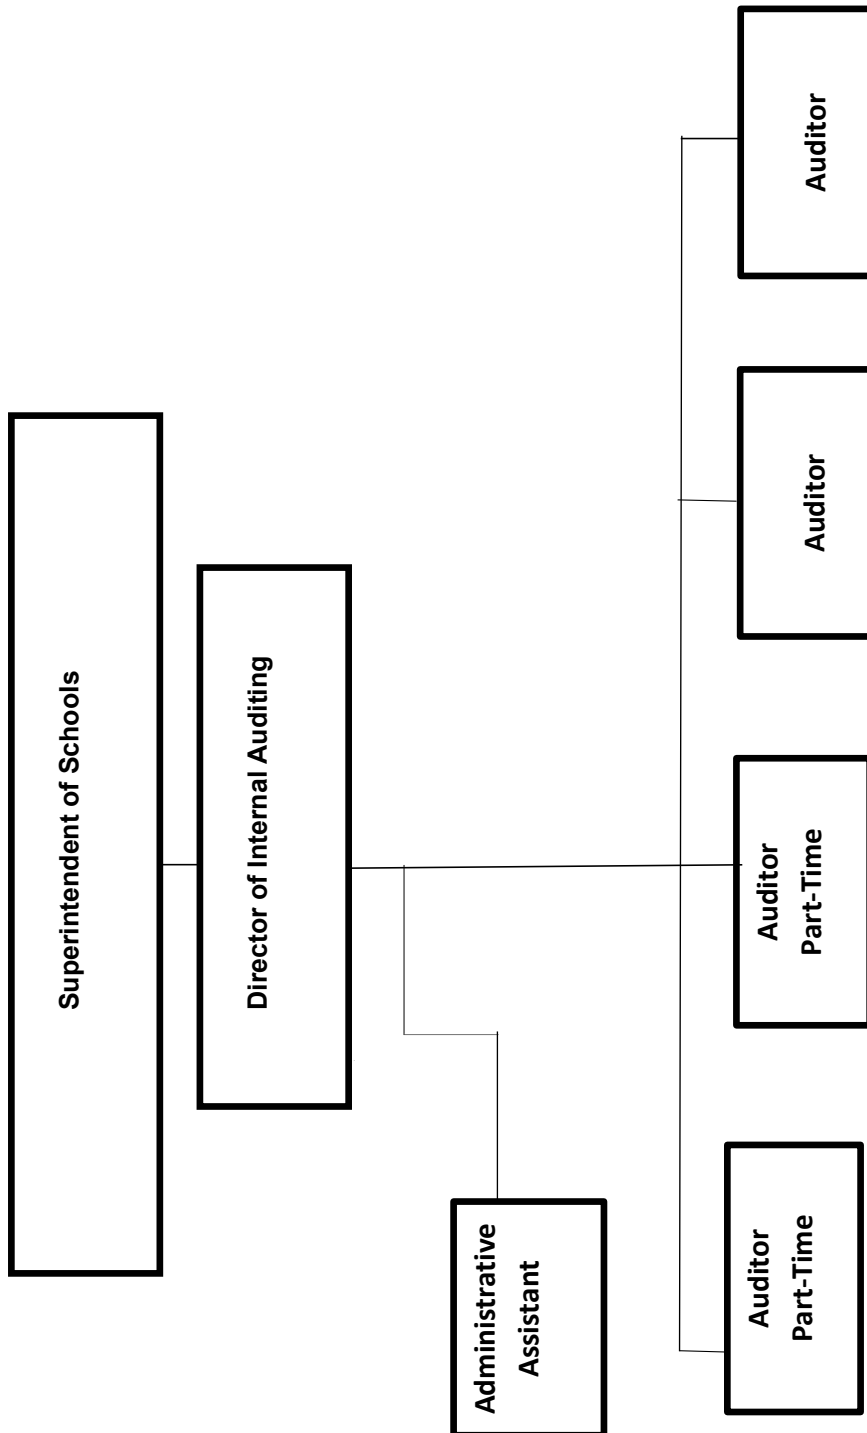 Superintendent of Schools
Director of Internal Auditing
Administrative
Assistant
Auditor
Part-Time
Auditor
Part-Time
Auditor
Auditor